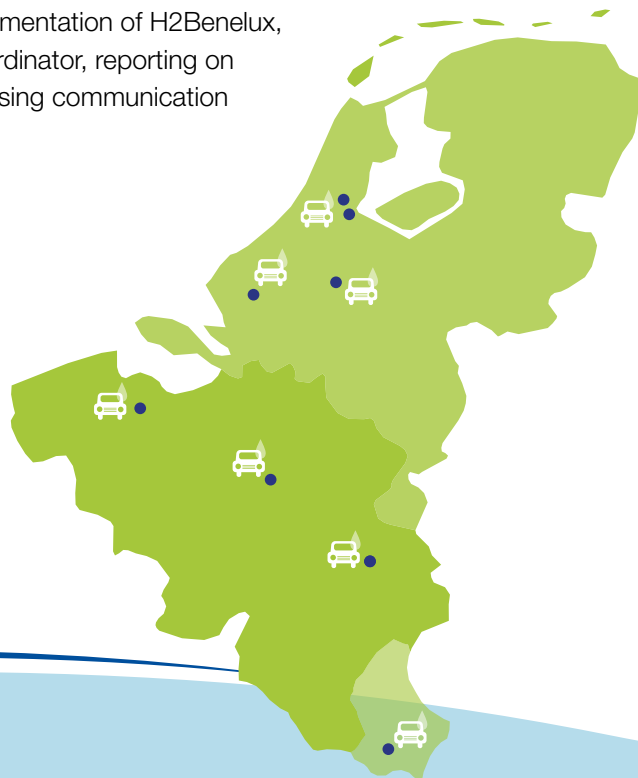 mentation of H2Benelux,
rdinator, reporting on
sing communication